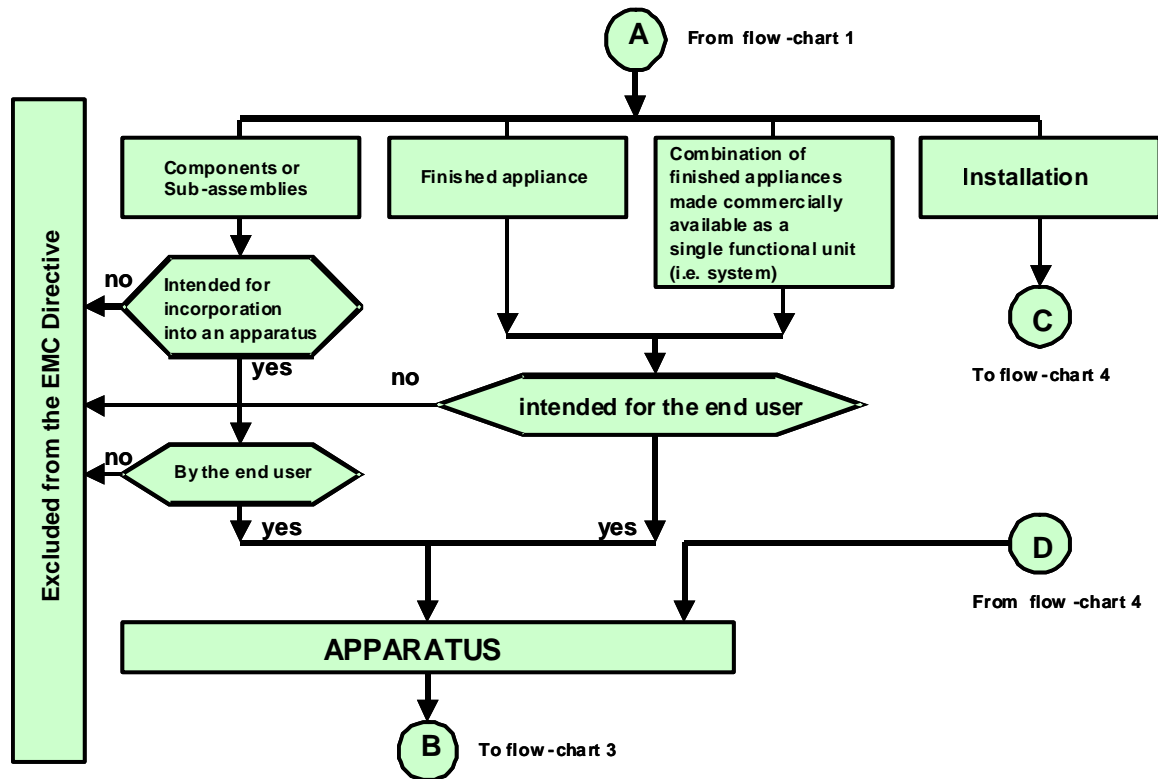 A
From flow-chart 1
Excluded from the EMC Directive
Components or
Sub-assemblies
Finished appliance
Combination of
finished appliances
made commercially
available as a
single functional unit
(i.e. system)
Installation
no
Intended for
incorporation
into an apparatus
yes
C
To flow-chart 4
no
intended for the end user
no
By the end user
yes
yes
D
From flow-chart 4
APPARATUS
B
To flow-chart 3